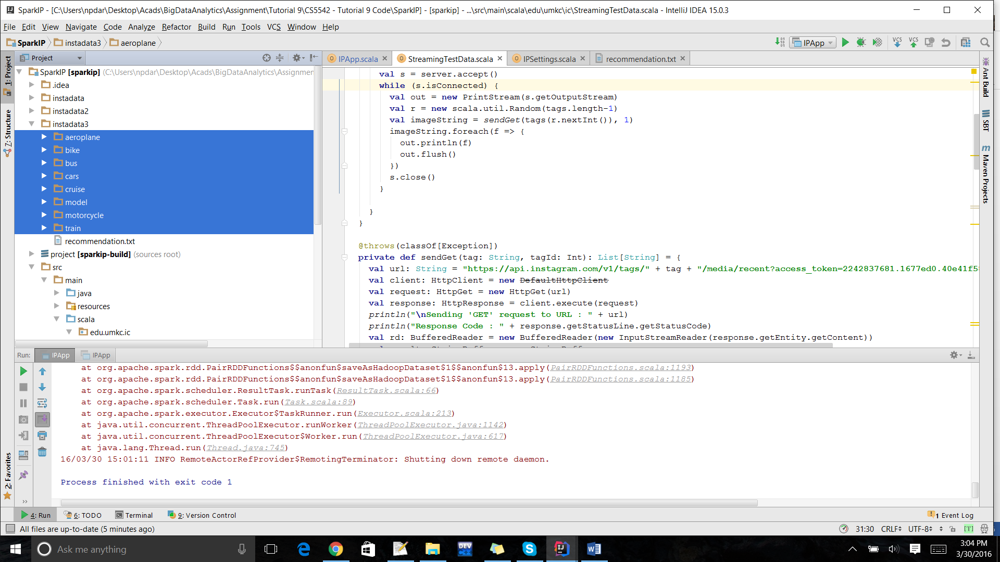 SparkIP - [C:\Users\npdar\Desktop\Acads\BigDataAnalytics\Assignment\Tutorial 9\CS5542 - Tutorial 9 Code\SparkIP] - [sparkip] - ...\src\main\scala\edu\umkc\ic\StreamingTestData.scala - IntelliJ IDEA 15.0.3
File Edit View Navigate Code Analyze Refactor Build Run Tools VCS Window Help
SparkIP instadata3 aeroplane
IPApp
VCS VCS
Project
IPApp.scala StreamingTestData.scala IPSettings.scala recommendation.txt
1: Project
7: Structure
2: Favorites
SparkIP [sparkip] (C:\Users\npdar\Desktop\Acads\BigDataAnalytics\Assignmen
.idea
instadata
instadata2
instadata3
aeroplane
bike
bus
cars
cruise
model
motorcycle
train
recommendation.txt
project [sparkip-build] (sources root)
src
main
java
resources
scala
edu.umkc.ic
val s = server.accept()
while (s.isConnected) {
val out = new PrintStream(s.getOutputStream)
val r = new scala.util.Random(tags.length-1)
val imageString = sendGet(tags(r.nextInt()), 1)
imageString.foreach(f => {
out.println(f)
out.flush()
})
s.close()
}
}
}
@throws(classOf[Exception])
private def sendGet(tag: String, tagId: Int): List[String] = {
val url: String = "https://api.instagram.com/v1/tags/" + tag + "/media/recent?access_token=2242837681.1677ed0.40e41f5
val client: HttpClient = new DefaultHttpClient
val request: HttpGet = new HttpGet(url)
val response: HttpResponse = client.execute(request)
println("\nSending 'GET' request to URL : " + url)
println("Response Code : " + response.getStatusLine.getStatusCode)
val rd: BufferedReader = new BufferedReader(new InputStreamReader(response.getEntity.getContent))
Ant Build
SBT
Maven Projects
Run: IPApp IPApp
at org.apache.spark.rdd.PairRDDFunctions$$anonfun$saveAsHadoopDataset$1$$anonfun$13.apply(PairRDDFunctions.scala:1193)
at org.apache.spark.rdd.PairRDDFunctions$$anonfun$saveAsHadoopDataset$1$$anonfun$13.apply(PairRDDFunctions.scala:1185)
at org.apache.spark.scheduler.ResultTask.runTask(ResultTask.scala:66)
at org.apache.spark.scheduler.Task.run(Task.scala:89)
at org.apache.spark.executor.Executor$TaskRunner.run(Executor.scala:213)
at java.util.concurrent.ThreadPoolExecutor.runWorker(ThreadPoolExecutor.java:1142)
at java.util.concurrent.ThreadPoolExecutor$Worker.run(ThreadPoolExecutor.java:617)
at java.lang.Thread.run(Thread.java:745)
16/03/30 15:01:11 INFO RemoteActorRefProvider$RemotingTerminator: Shutting down remote daemon.
Process finished with exit code 1
4: Run 6: TODO Terminal 9: Version Control 1 Event Log
All files are up-to-date (5 minutes ago) 31:30 CRLF UTF-8 [T]
Ask me anything
DEV
3:04 PM
3/30/2016